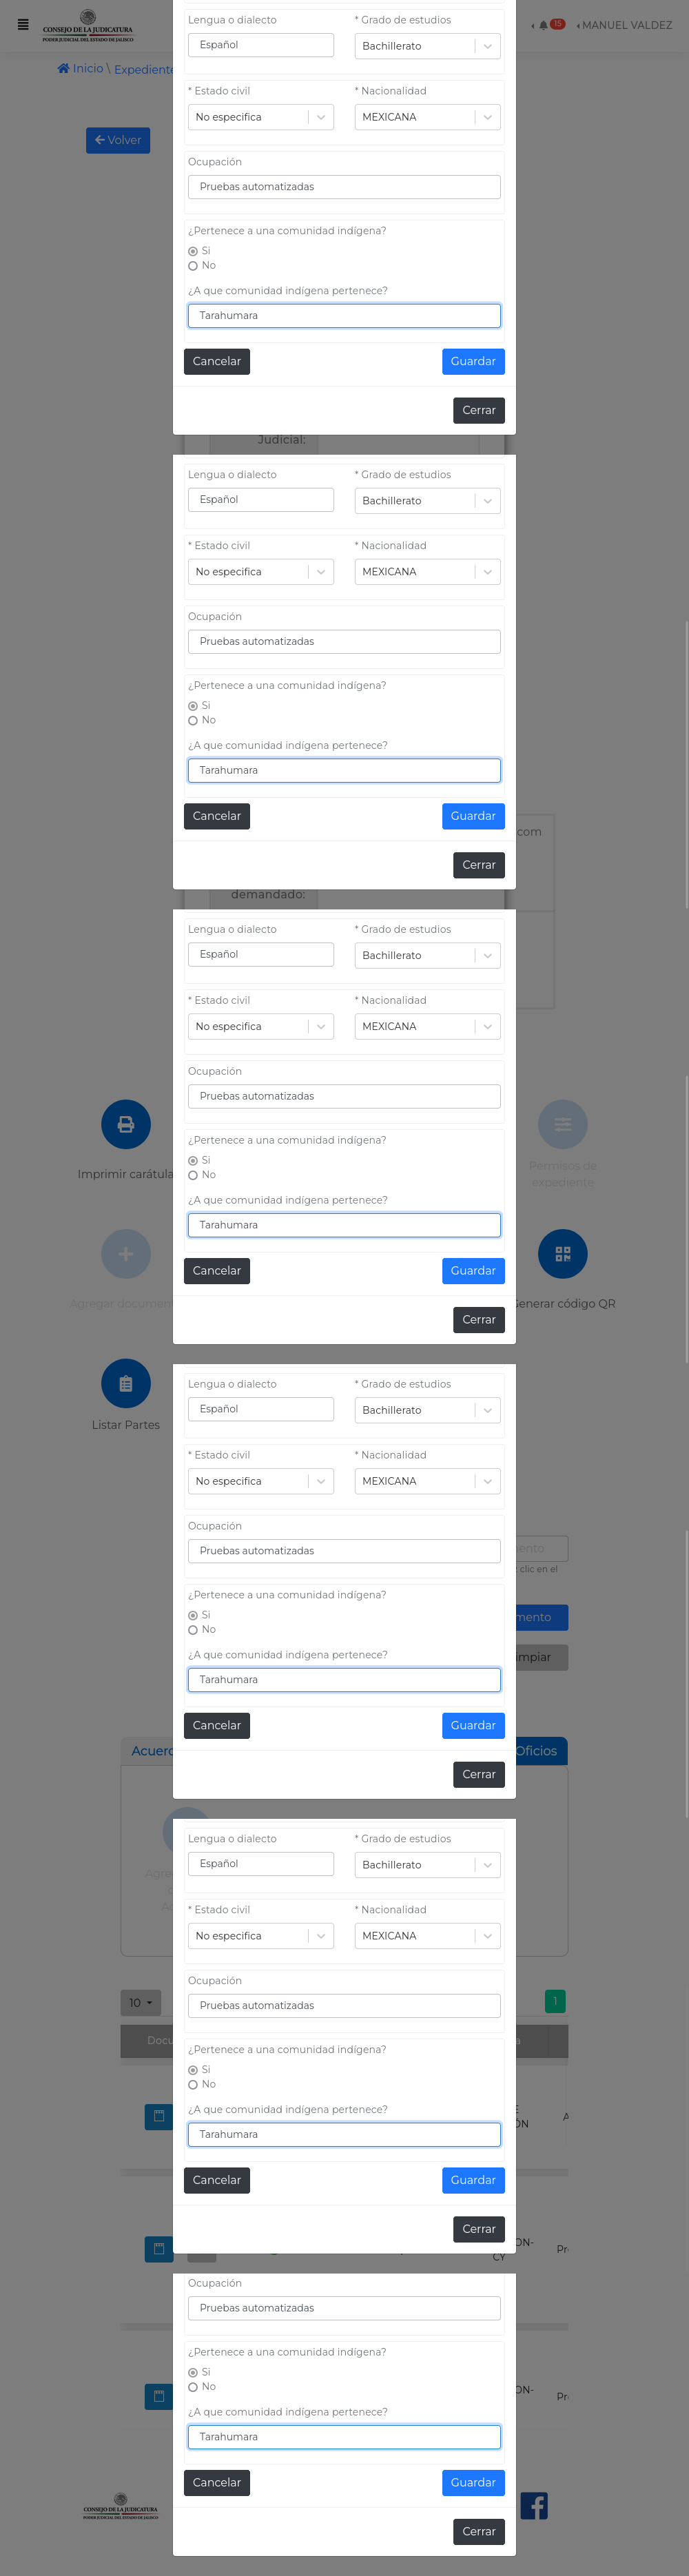 CONSEJO DE LA JUDICATURA
PODER JUDICIAL DEL ESTADO DE JALISCO
15
MANUEL VALDEZ
Inicio \ Expediente
Volver
Lengua o dialecto
* Grado de estudios
Español
Bachillerato
* Estado civil
* Nacionalidad
No especifica
MEXICANA
Ocupación
Pruebas automatizadas
¿Pertenece a una comunidad indígena?
Si
No
¿A que comunidad indígena pertenece?
Tarahumara
Cancelar
Guardar
Cerrar
Judicial:
Lengua o dialecto
* Grado de estudios
Español
Bachillerato
* Estado civil
* Nacionalidad
No especifica
MEXICANA
Ocupación
Pruebas automatizadas
¿Pertenece a una comunidad indígena?
Si
No
¿A que comunidad indígena pertenece?
Tarahumara
Cancelar
Guardar
com
Cerrar
demandado:
Lengua o dialecto
* Grado de estudios
Español
Bachillerato
* Estado civil
* Nacionalidad
No especifica
MEXICANA
Ocupación
Pruebas automatizadas
¿Pertenece a una comunidad indígena?
Si
No
¿A que comunidad indígena pertenece?
Tarahumara
Cancelar
Guardar
Cerrar
Imprimir carátula
Permisos de
expediente
Agregar document
Generar código QR
Listar Partes
Lengua o dialecto
* Grado de estudios
Español
Bachillerato
* Estado civil
* Nacionalidad
No especifica
MEXICANA
Ocupación
Pruebas automatizadas
¿Pertenece a una comunidad indígena?
Si
No
¿A que comunidad indígena pertenece?
Tarahumara
Cancelar
Guardar
Cerrar
mento
clic en el
mento
impiar
Acuerd
Oficios
Lengua o dialecto
* Grado de estudios
Español
Bachillerato
* Estado civil
* Nacionalidad
No especifica
MEXICANA
Ocupación
Pruebas automatizadas
¿Pertenece a una comunidad indígena?
Si
No
¿A que comunidad indígena pertenece?
Tarahumara
Cancelar
Guardar
Cerrar
10
1
Docu
ÓN
A
ON-
CY
Pr
Ocupación
Pruebas automatizadas
¿Pertenece a una comunidad indígena?
Si
No
¿A que comunidad indígena pertenece?
Tarahumara
Cancelar
Guardar
Cerrar
ON-
Pr
CONSEJO DE LA JUDICATURA
PODER JUDICIAL DEL ESTADO DE JALISCO